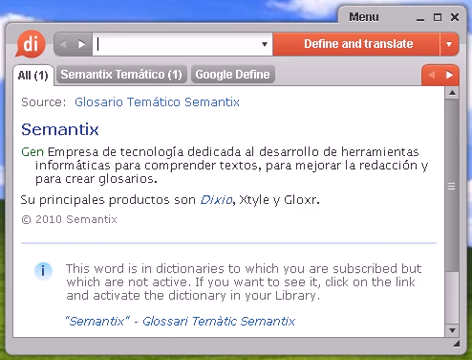 Menu
di
Define and translate
All (1)
Semantix Temático (1)
Google Define
Source: Glosario Temático Semantix
Semantix
Gen Empresa de tecnología dedicada al desarrollo de herramientas
informáticas para comprender textos, para mejorar la redacción y
para crear glosarios.
Su principales productos son Dixio, Xtyle y Gloxr.
© 2010 Semantix
i
This word is in dictionaries to which you are subscribed but
which are not active. If you want to see it, click on the link
and activate the dictionary in your Library.
"Semantix" - Glossari Temàtic Semantix